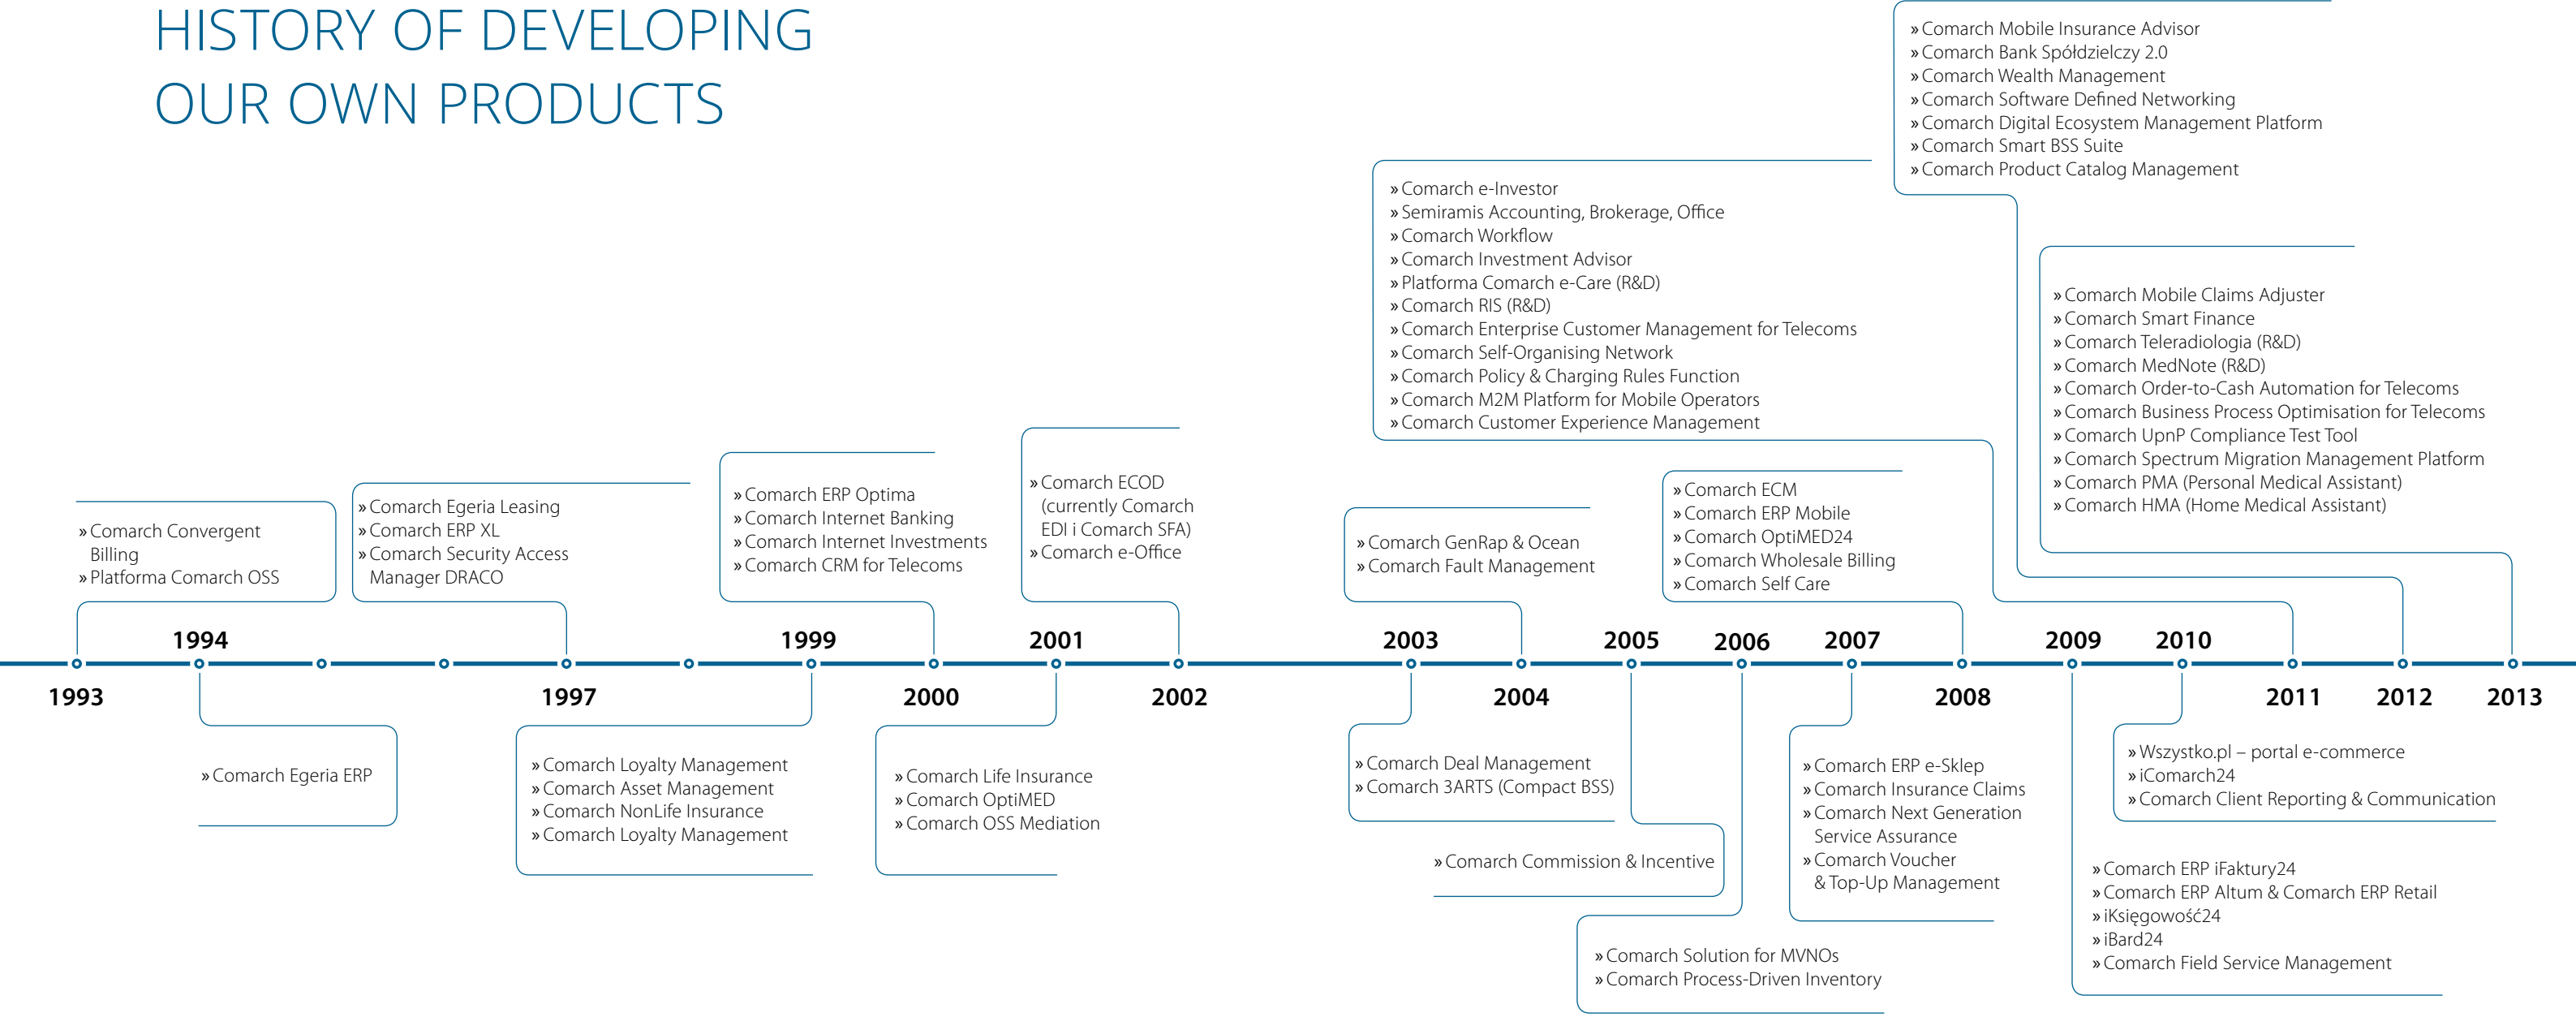 HISTORY OF DEVELOPING
OUR OWN PRODUCTS
» Comarch Mobile Insurance Advisor
» Comarch Bank Spółdzielczy 2.0
» Comarch Wealth Management
» Comarch Software Defined Networking
» Comarch Digital Ecosystem Management Platform
» Comarch Smart BSS Suite
» Comarch Product Catalog Management
» Comarch e-Investor
» Semiramis Accounting, Brokerage, Office
» Comarch Workflow
» Comarch Investment Advisor
» Platforma Comarch e-Care (R&D)
» Comarch RIS (R&D)
» Comarch Enterprise Customer Management for Telecoms
» Comarch Self-Organising Network
» Comarch Policy & Charging Rules Function
» Comarch M2M Platform for Mobile Operators
» Comarch Customer Experience Management
» Comarch Mobile Claims Adjuster
» Comarch Smart Finance
» Comarch Teleradiologia (R&D)
» Comarch MedNote (R&D)
» Comarch Order-to-Cash Automation for Telecoms
» Comarch Business Process Optimisation for Telecoms
» Comarch UpnP Compliance Test Tool
» Comarch Spectrum Migration Management Platform
» Comarch PMA (Personal Medical Assistant)
» Comarch HMA (Home Medical Assistant)
» Comarch Convergent
Billing
» Platforma Comarch OSS
» Comarch Egeria Leasing
» Comarch ERP XL
» Comarch Security Access
Manager DRACO
» Comarch ERP Optima
» Comarch Internet Banking
» Comarch Internet Investments
» Comarch CRM for Telecoms
» Comarch ECOD
(currently Comarch
EDI i Comarch SFA)
» Comarch e-Office
» Comarch GenRap & Ocean
» Comarch Fault Management
» Comarch ECM
» Comarch ERP Mobile
» Comarch OptiMED24
» Comarch Wholesale Billing
» Comarch Self Care
1994
1999
2001
2003
2005
2006
2007
2009
2010
1993
1997
2000
2002
2004
2008
2011
2012
2013
» Comarch Egeria ERP
» Comarch Loyalty Management
» Comarch Asset Management
» Comarch NonLife Insurance
» Comarch Loyalty Management
» Comarch Life Insurance
» Comarch OptiMED
» Comarch OSS Mediation
» Comarch Deal Management
» Comarch 3ARTS (Compact BSS)
» Comarch Commission & Incentive
» Comarch Solution for MVNOs
» Comarch Process-Driven Inventory
» Comarch ERP e-Sklep
» Comarch Insurance Claims
» Comarch Next Generation
Service Assurance
» Comarch Voucher
& Top-Up Management
» Wszystko.pl – portal e-commerce
» iComarch24
» Comarch Client Reporting & Communication
» Comarch ERP iFaktury24
» Comarch ERP Altum & Comarch ERP Retail
» iKsięgowość24
» iBard24
» Comarch Field Service Management